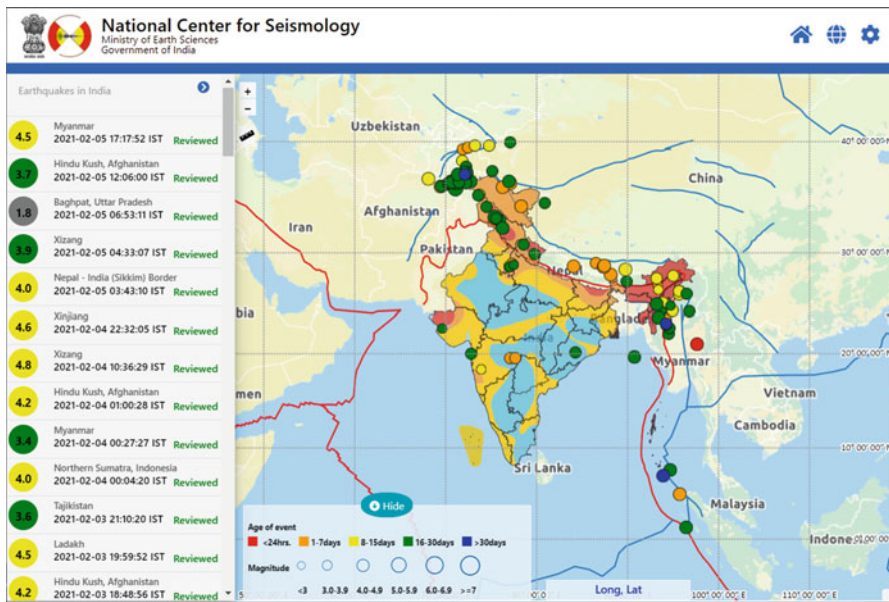 National Center for Seismology
Ministry of Earth Sciences
Government of India
Earthquakes in India
4.5
Myanmar
2021-02-05 17:17:52 IST Reviewed
3.7
Hindu Kush, Afghanistan
2021-02-05 12:06:00 IST Reviewed
1.8
Baghpat, Uttar Pradesh
2021-02-05 06:53:11 IST Reviewed
3.9
Xizang
2021-02-05 04:33:07 IST Reviewed
4.0
Nepal - India (Sikkim) Border
2021-02-05 03:43:10 IST Reviewed
4.6
Xinjiang
2021-02-04 22:32:05 IST Reviewed
4.8
Xizang
2021-02-04 10:36:29 IST Reviewed
4.2
Hindu Kush, Afghanistan
2021-02-04 01:00:28 IST Reviewed
3.4
Myanmar
2021-02-04 00:27:27 IST Reviewed
4.0
Northern Sumatra, Indonesia
2021-02-04 00:04:20 IST Reviewed
3.6
Tajikistan
2021-02-03 21:10:20 IST Reviewed
4.5
Ladakh
2021-02-03 19:59:52 IST Reviewed
4.2
Hindu Kush, Afghanistan
2021-02-03 18:48:56 IST Reviewed
+
−
Uzbekistan
China
Afghanistan
Iran
Pakistan
Nepal
Bangladesh
India
Myanmar
Vietnam
Cambodia
Sri Lanka
Malaysia
Indone
bia
men
Hide
Age of event
<24hrs. 1-7days 8-15days 16-30days >30days
Magnitude
<3 3.0-3.9 4.0-4.9 5.0-5.9 6.0-6.9 >=7
Long, Lat